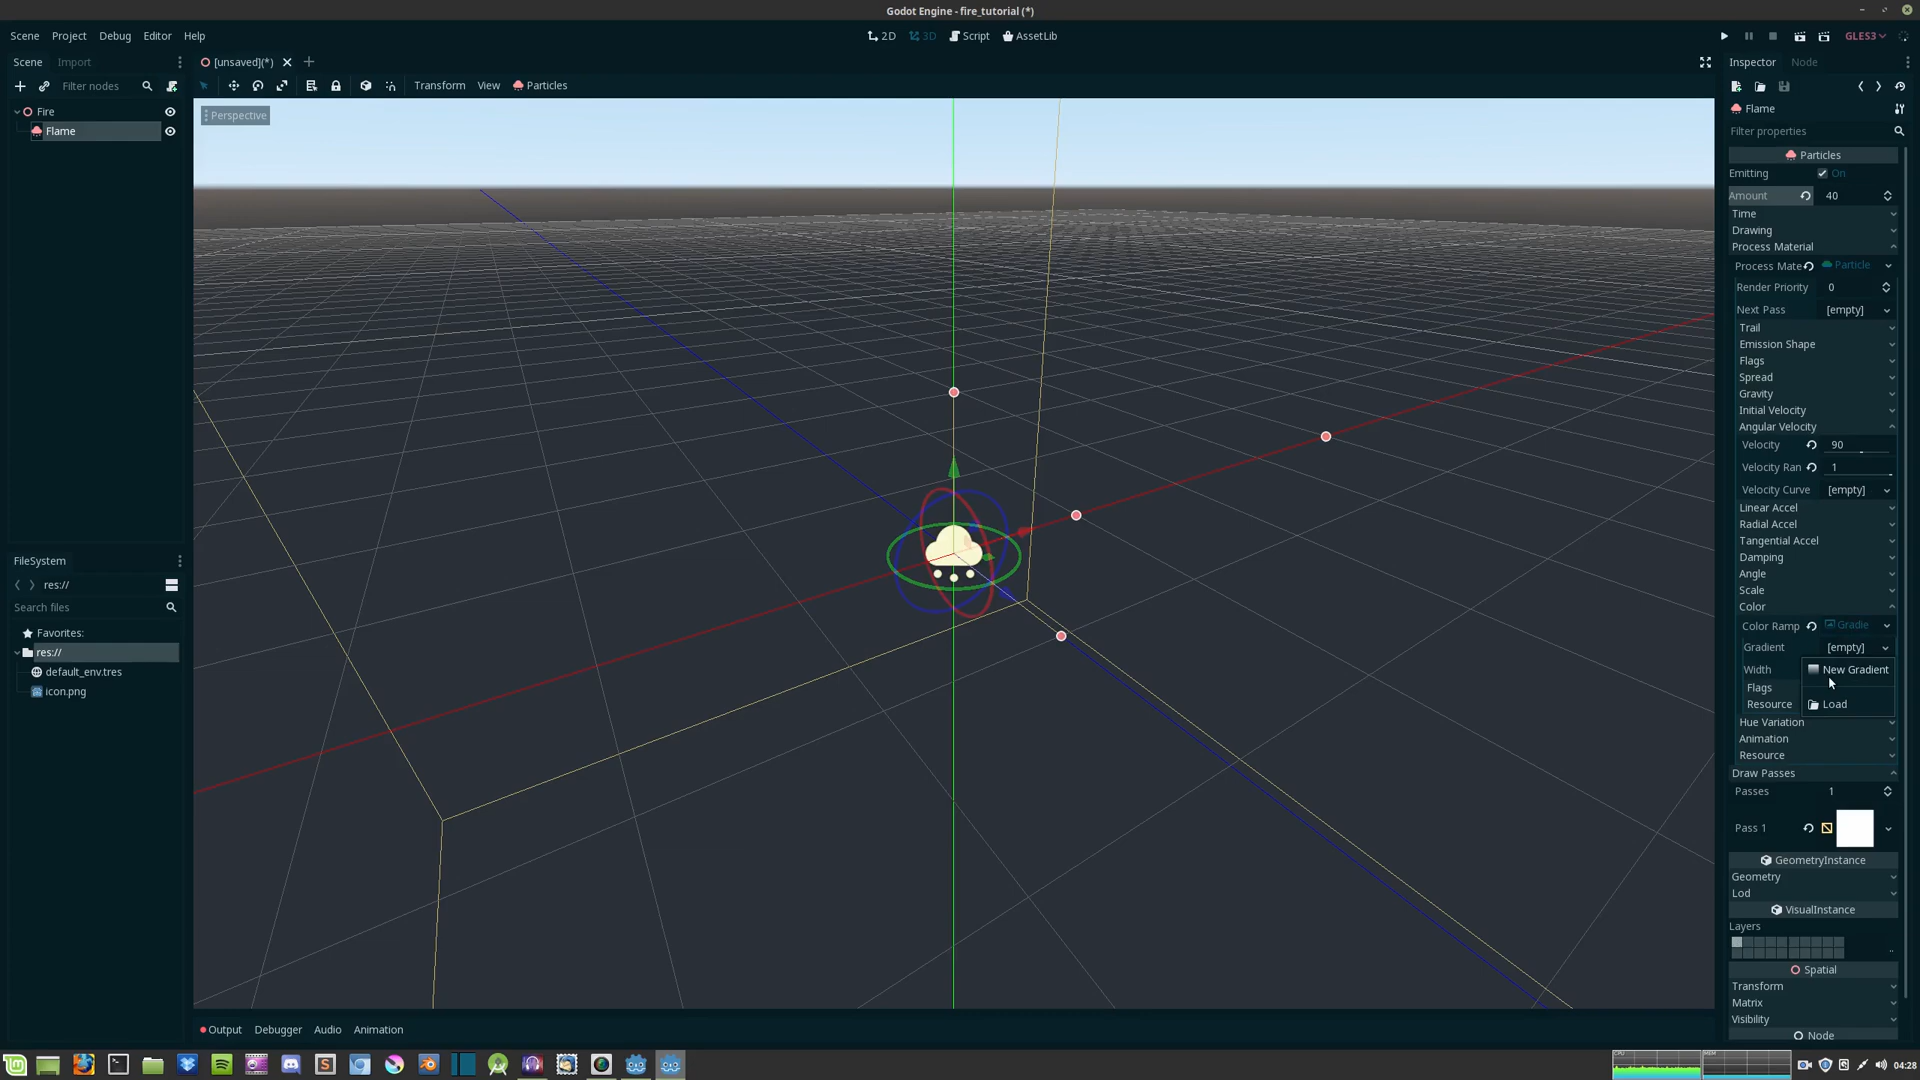 Godot Engine - fire_tutorial (*)
Scene Project Debug Editor Help
2D 3D Script AssetLib
GLES3
Scene Import
[unsaved](*)
Inspector Node
Filter nodes
Transform View Particles
Fire
Flame
Perspective
Flame
Filter properties
Particles
Emitting On
Amount 40
Time
Drawing
Process Material
Process Mate Particle
Render Priority 0
Next Pass [empty]
Trail
Emission Shape
Flags
Spread
Gravity
Initial Velocity
Angular Velocity
Velocity 90
Velocity Ran 1
Velocity Curve [empty]
Linear Accel
Radial Accel
Tangential Accel
Damping
Angle
Scale
Color
Color Ramp Gradie
Gradient [empty]
Width New Gradient
Flags
Resource Load
Hue Variation
Animation
Resource
Draw Passes
Passes 1
Pass 1
GeometryInstance
Geometry
Lod
VisualInstance
Layers
..
Spatial
Transform
Matrix
Visibility
Node
FileSystem
res://
Search files
Favorites:
res://
default_env.tres
icon.png
Output Debugger Audio Animation
04:28